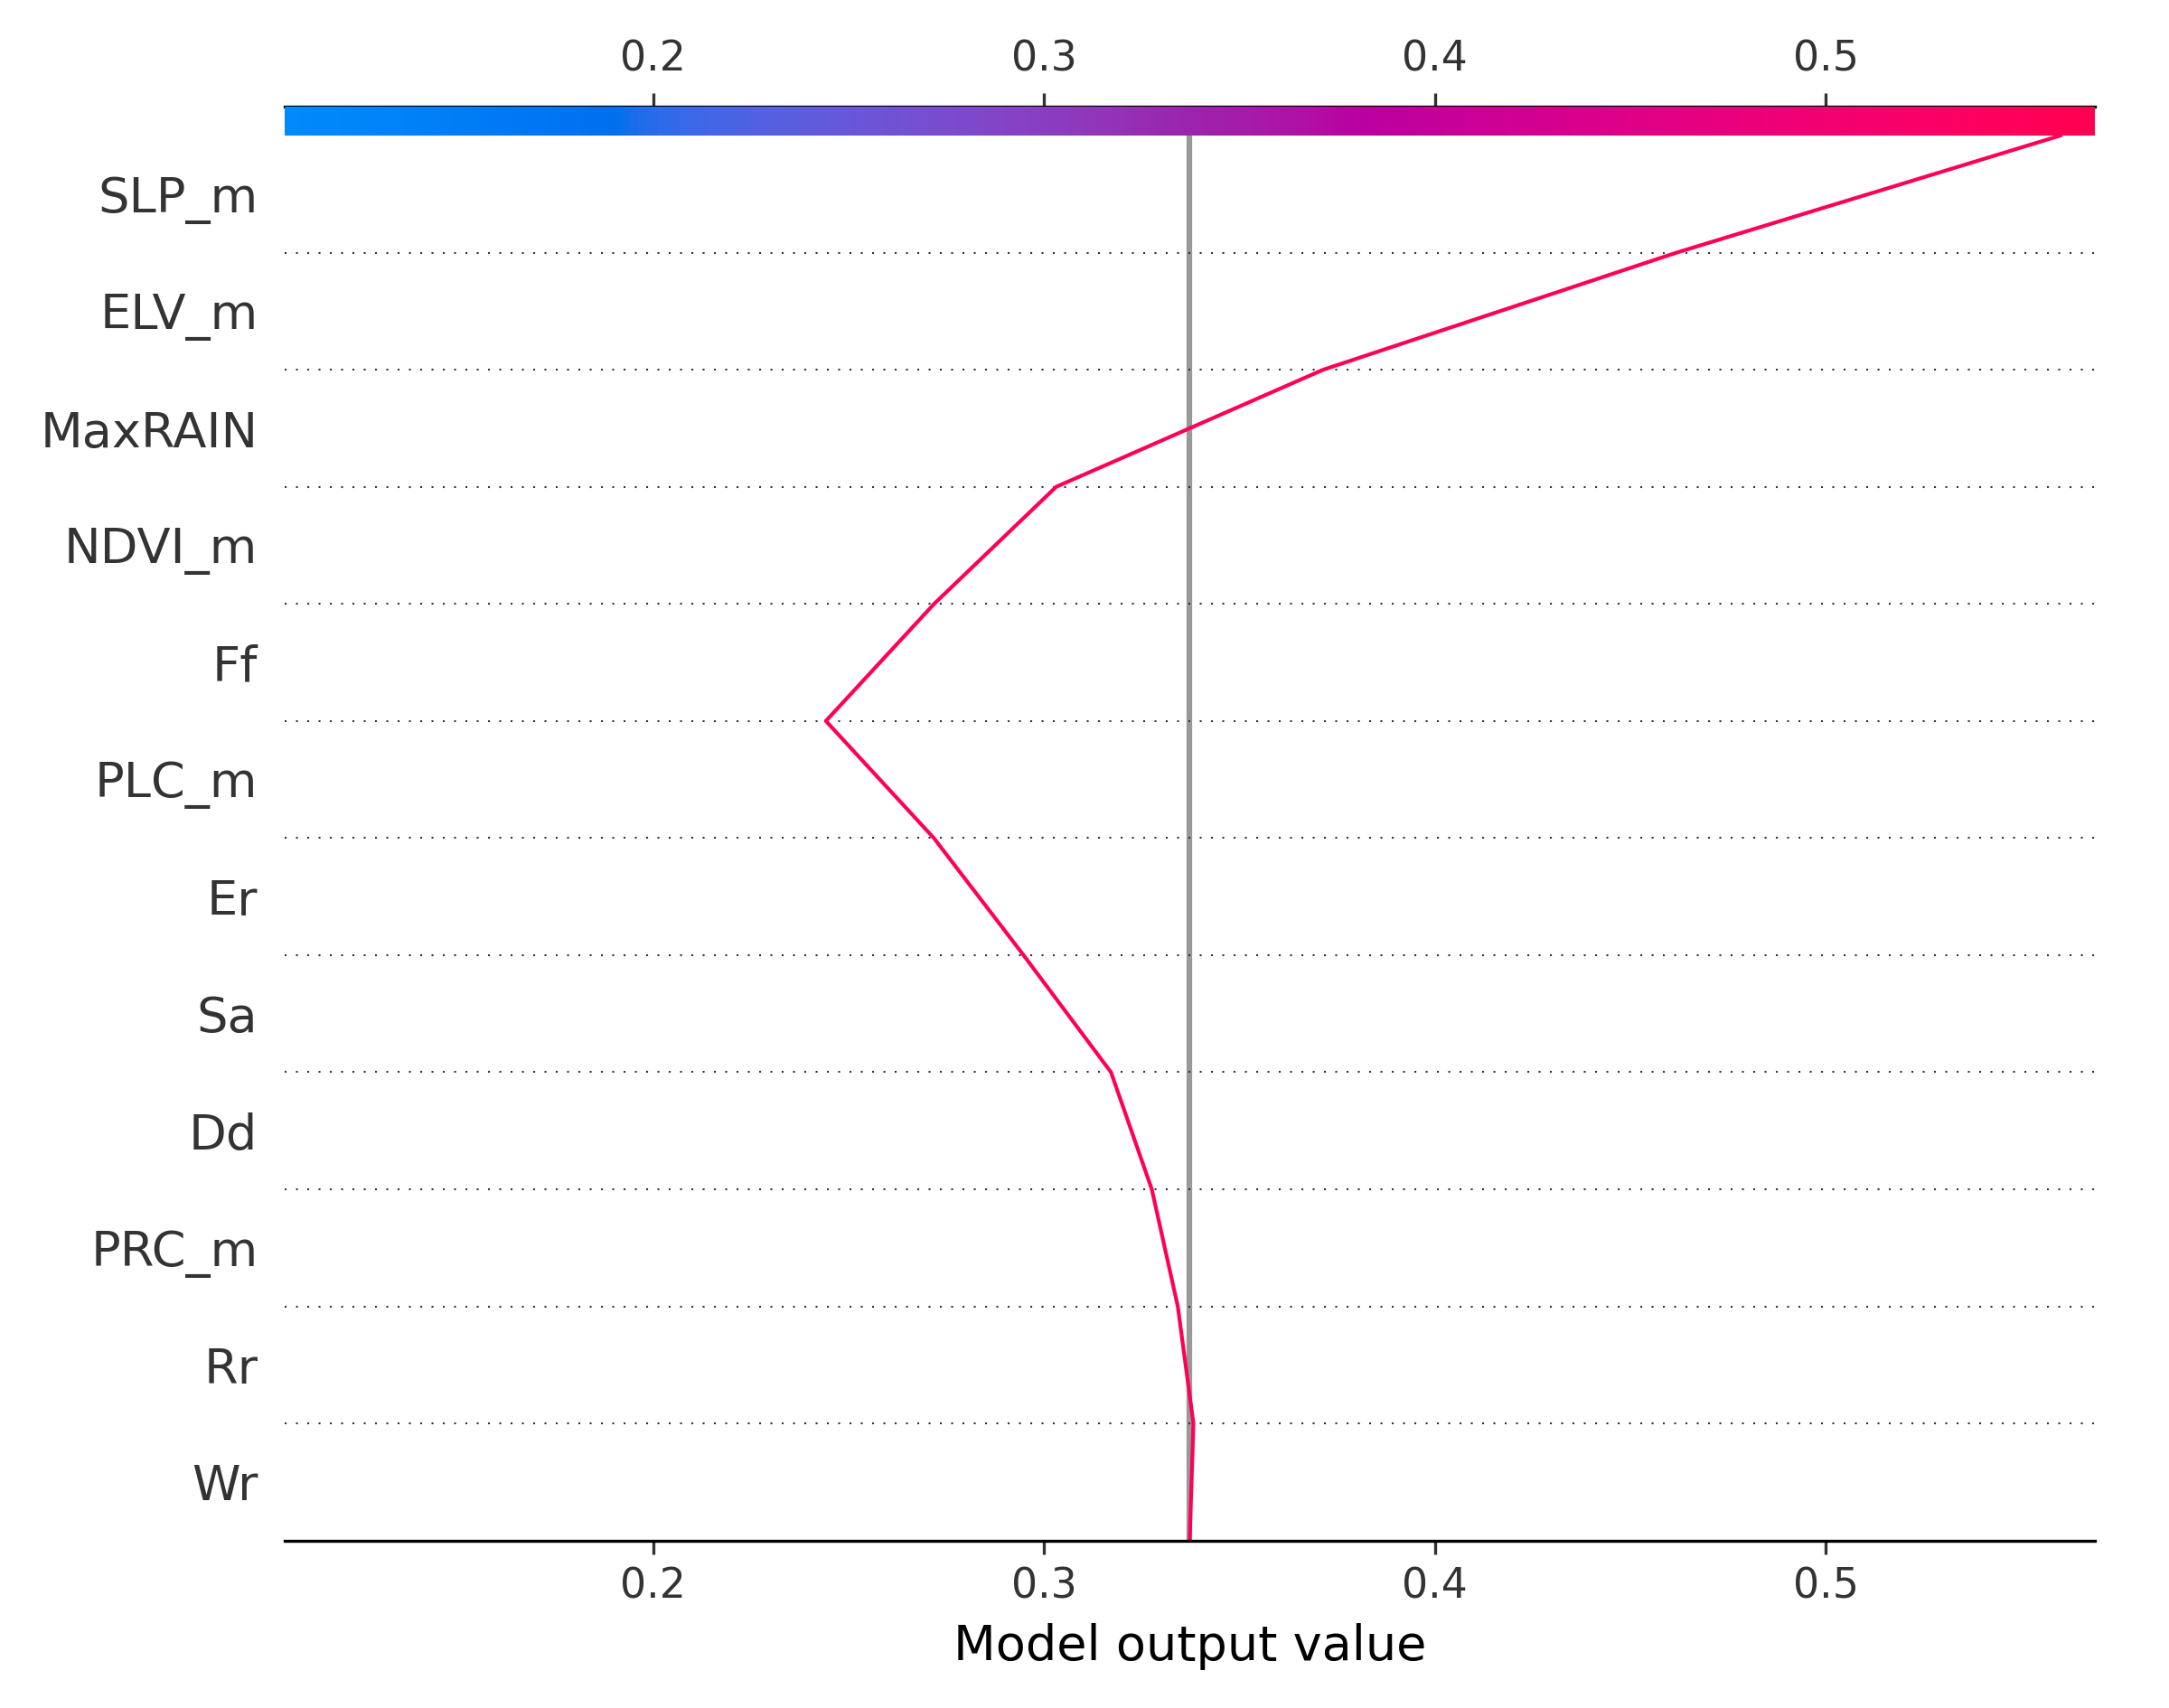 0.2 0.3 0.4 0.5
SLP_m
ELV_m
MaxRAIN
NDVI_m
Ff
PLC_m
Er
Sa
Dd
PRC_m
Rr
Wr
0.2 0.3 0.4 0.5
Model output value